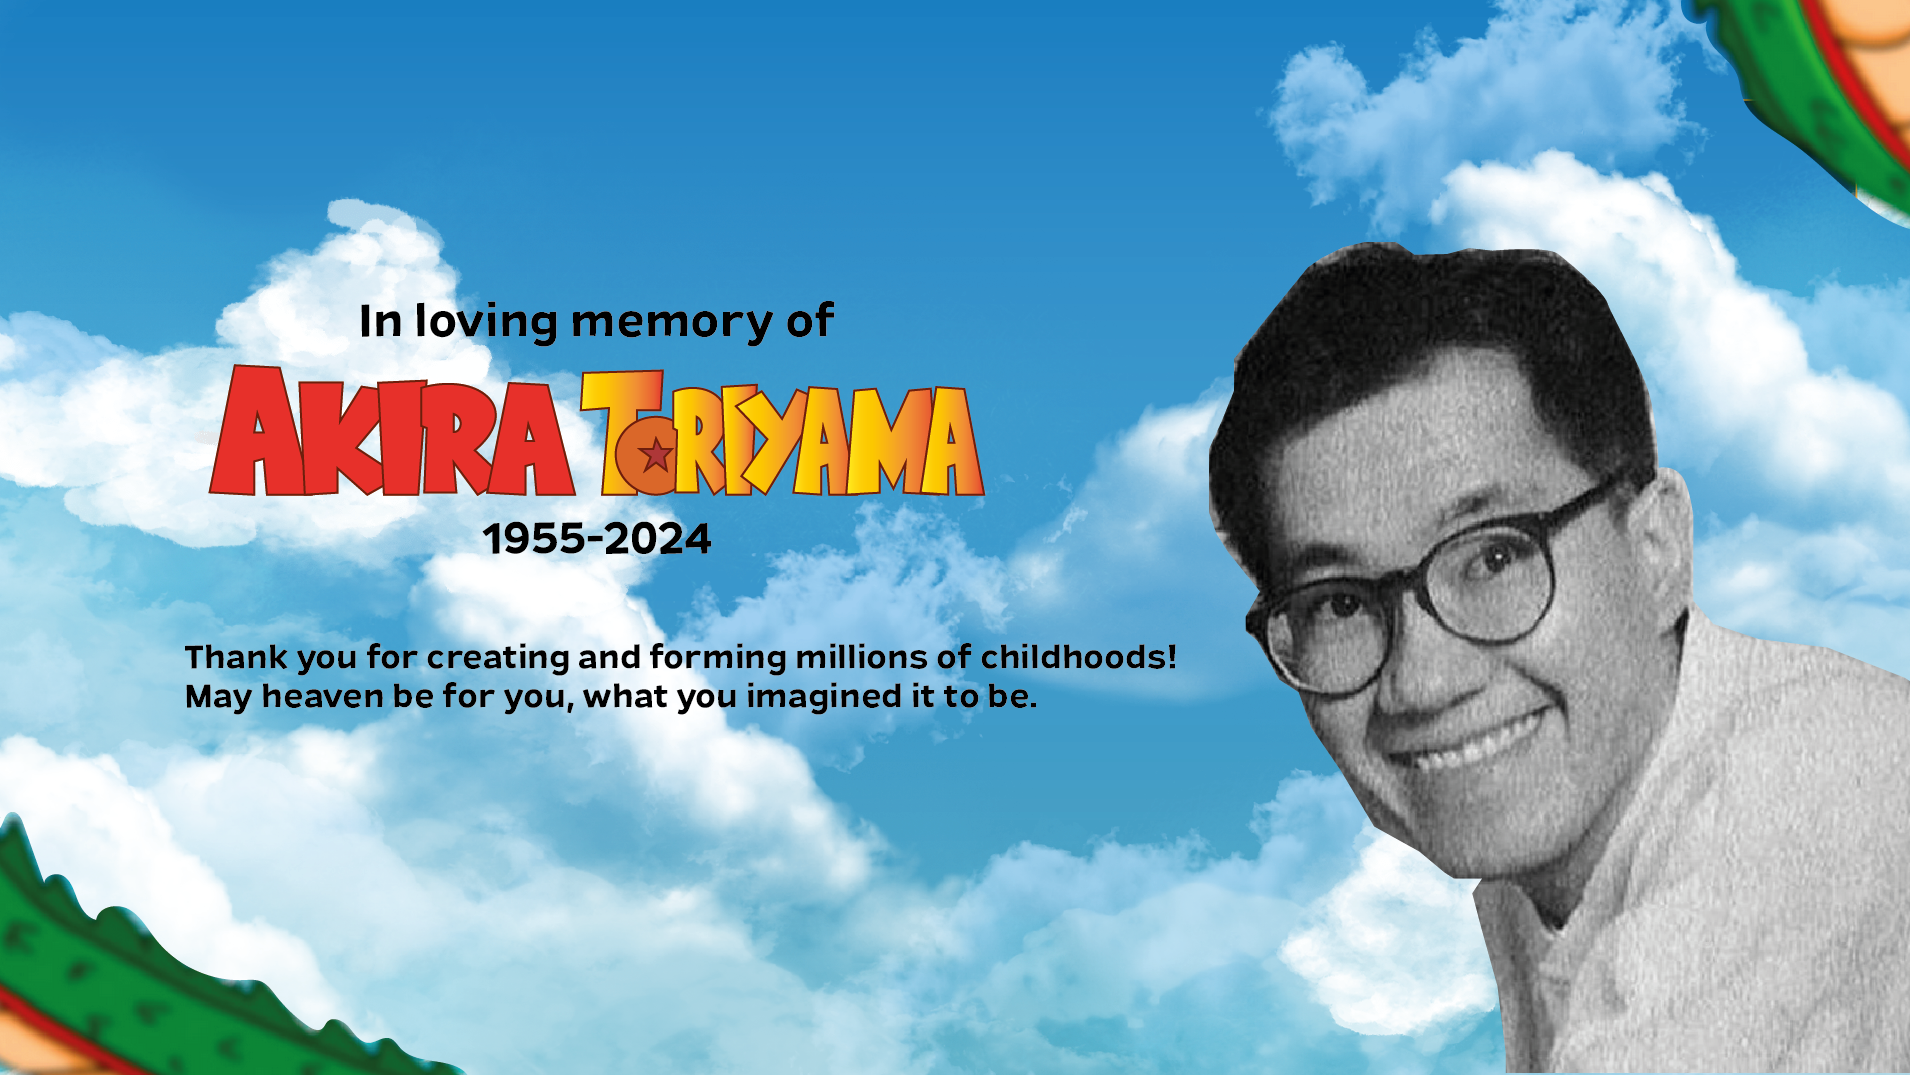 In loving memory of
AKIRA TORIYAMA
1955-2024
Thank you for creating and forming millions of childhoods!
May heaven be for you, what you imagined it to be.